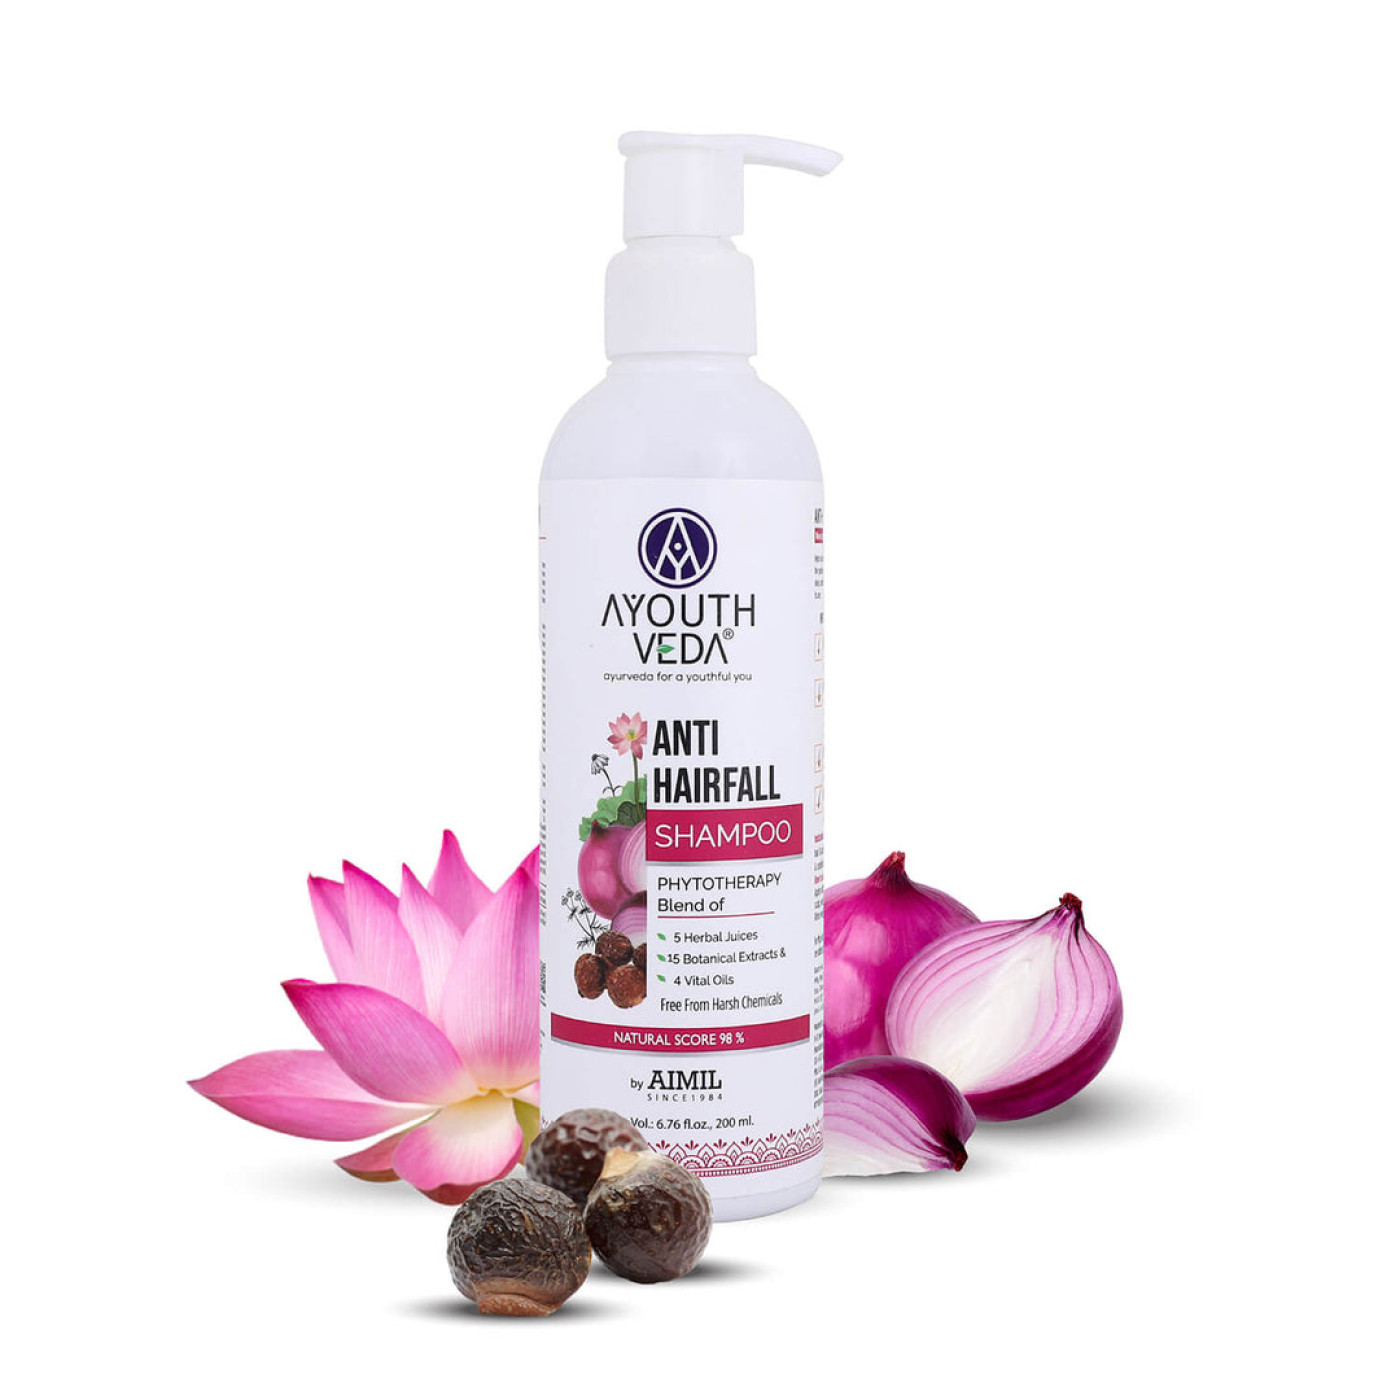 AYOUTH
VEDA®
ayurveda for a youthful you
ANTI
HAIRFALL
SHAMPOO
PHYTOTHERAPY
Blend of
5 Herbal Juices
15 Botanical Extracts &
4 Vital Oils
Free From Harsh Chemicals
NATURAL SCORE 98 %
by AIMIL
SINCE1984
Vol.: 6.76 fl.oz., 200 ml.